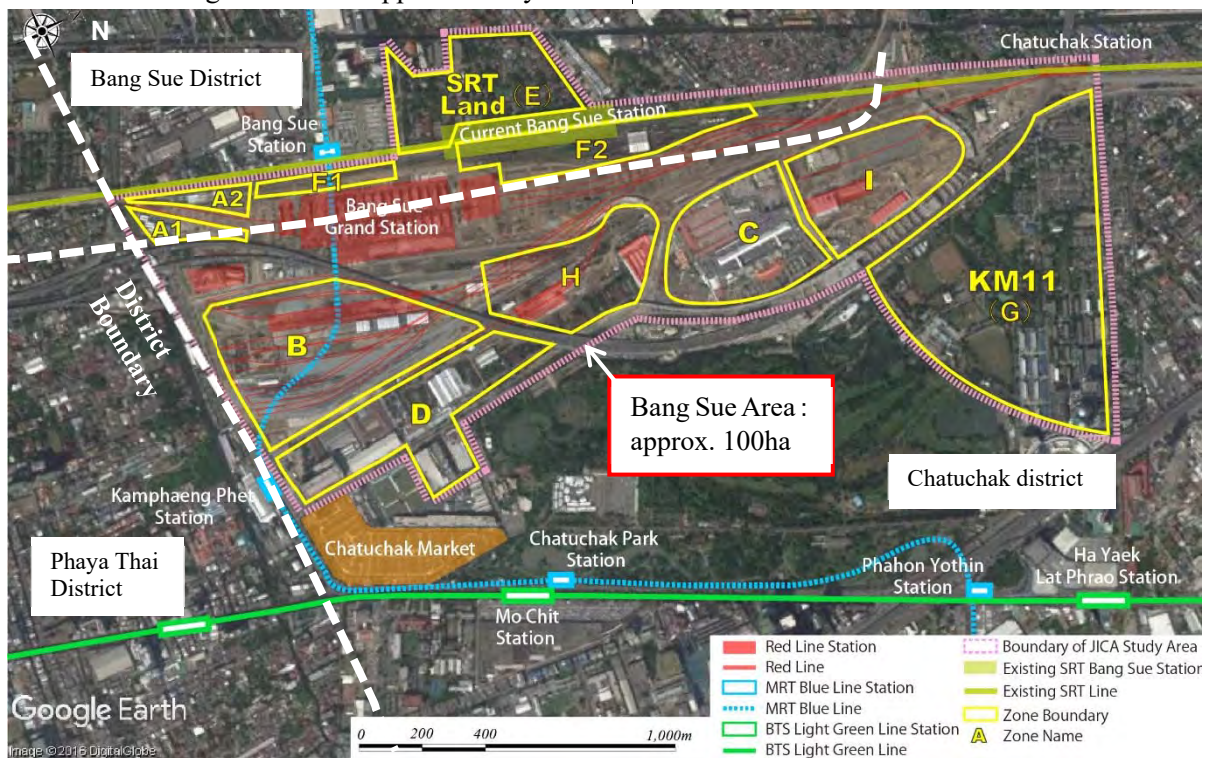 N
Chatuchak Station
Bang Sue District
SRT
Land (E)
Bang Sue
Station
Current Bang Sue Station
F2
F1
A2
A1
Bang Sue
Grand Station
I
C
H
KM11
(G)
District
Boundary
B
D
Bang Sue Area :
approx. 100ha
Chatuchak district
Kamphaeng Phet
Station
Chatuchak Market
Chatuchak Park
Station
Phahon Yothin
Station
Ha Yaek
Lat Phrao Station
Phaya Thai
District
Mo Chit
Station
Red Line Station
Red Line
MRT Blue Line Station
MRT Blue Line
BTS Light Green Line Station
BTS Light Green Line
Boundary of JICA Study Area
Existing SRT Bang Sue Station
Existing SRT Line
Zone Boundary
A Zone Name
Google Earth
Image © 2016 DigitalGlobe
0 200 400 1,000m